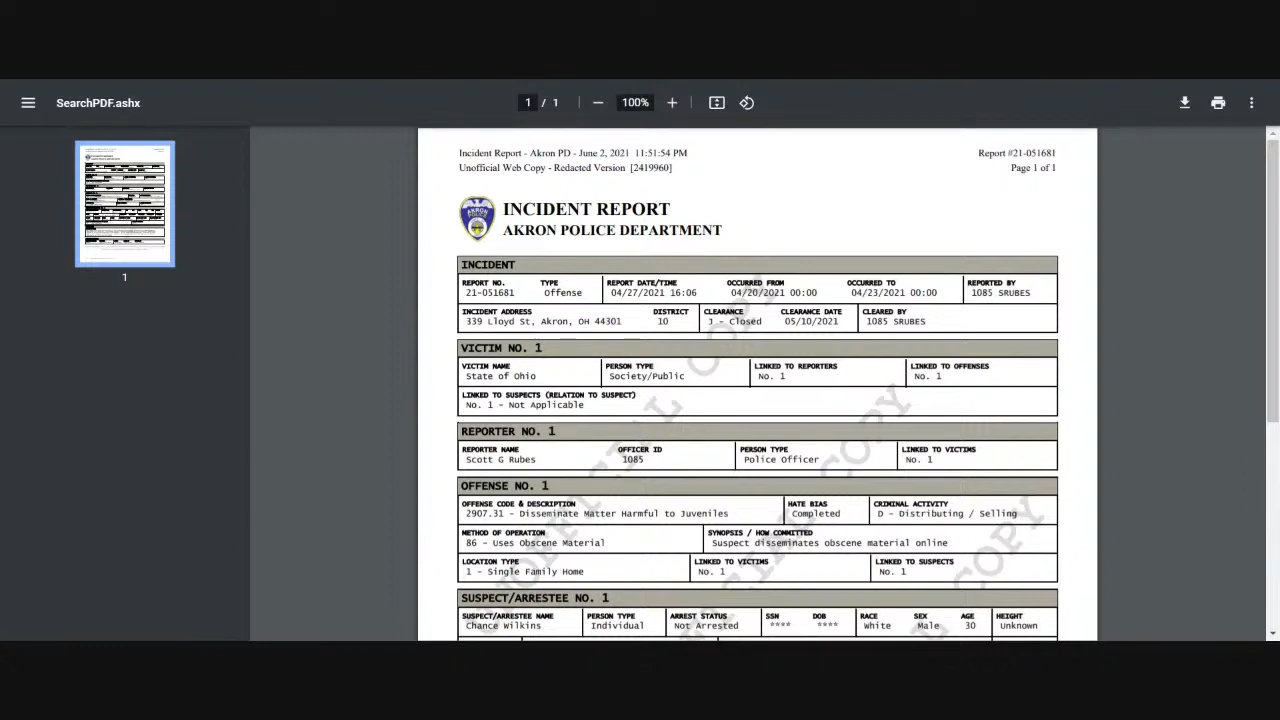 SearchPDF.ashx 1 / 1 100%
1
Incident Report - Akron PD - June 2, 2021 11:51:54 PM Report #21-051681
Unofficial Web Copy - Redacted Version [2419960] Page 1 of 1
INCIDENT REPORT
AKRON POLICE DEPARTMENT
INCIDENT
REPORT NO. TYPE REPORT DATE/TIME OCCURRED FROM OCCURRED TO REPORTED BY
21-051681 Offense 04/27/2021 16:06 04/20/2021 00:00 04/23/2021 00:00 1085 SRUBES
INCIDENT ADDRESS DISTRICT CLEARANCE CLEARANCE DATE CLEARED BY
339 Lloyd St, Akron, OH 44301 10 J - Closed 05/10/2021 1085 SRUBES
VICTIM NO. 1
VICTIM NAME PERSON TYPE LINKED TO REPORTERS LINKED TO OFFENSES
State of Ohio Society/Public No. 1 No. 1
LINKED TO SUSPECTS (RELATION TO SUSPECT)
No. 1 - Not Applicable
REPORTER NO. 1
REPORTER NAME OFFICER ID PERSON TYPE LINKED TO VICTIMS
Scott G Rubes 1085 Police Officer No. 1
OFFENSE NO. 1
OFFENSE CODE & DESCRIPTION HATE BIAS CRIMINAL ACTIVITY
2907.31 - Disseminate Matter Harmful to Juveniles Completed D - Distributing / Selling
METHOD OF OPERATION SYNOPSIS / HOW COMMITTED
86 - Uses Obscene Material Suspect disseminates obscene material online
LOCATION TYPE LINKED TO VICTIMS LINKED TO SUSPECTS
1 - Single Family Home No. 1 No. 1
SUSPECT/ARRESTEE NO. 1
SUSPECT/ARRESTEE NAME PERSON TYPE ARREST STATUS SSN DOB RACE SEX AGE HEIGHT
Chance Wilkins Individual Not Arrested **** **** White Male 30 Unknown
UNOFFICIAL COPY